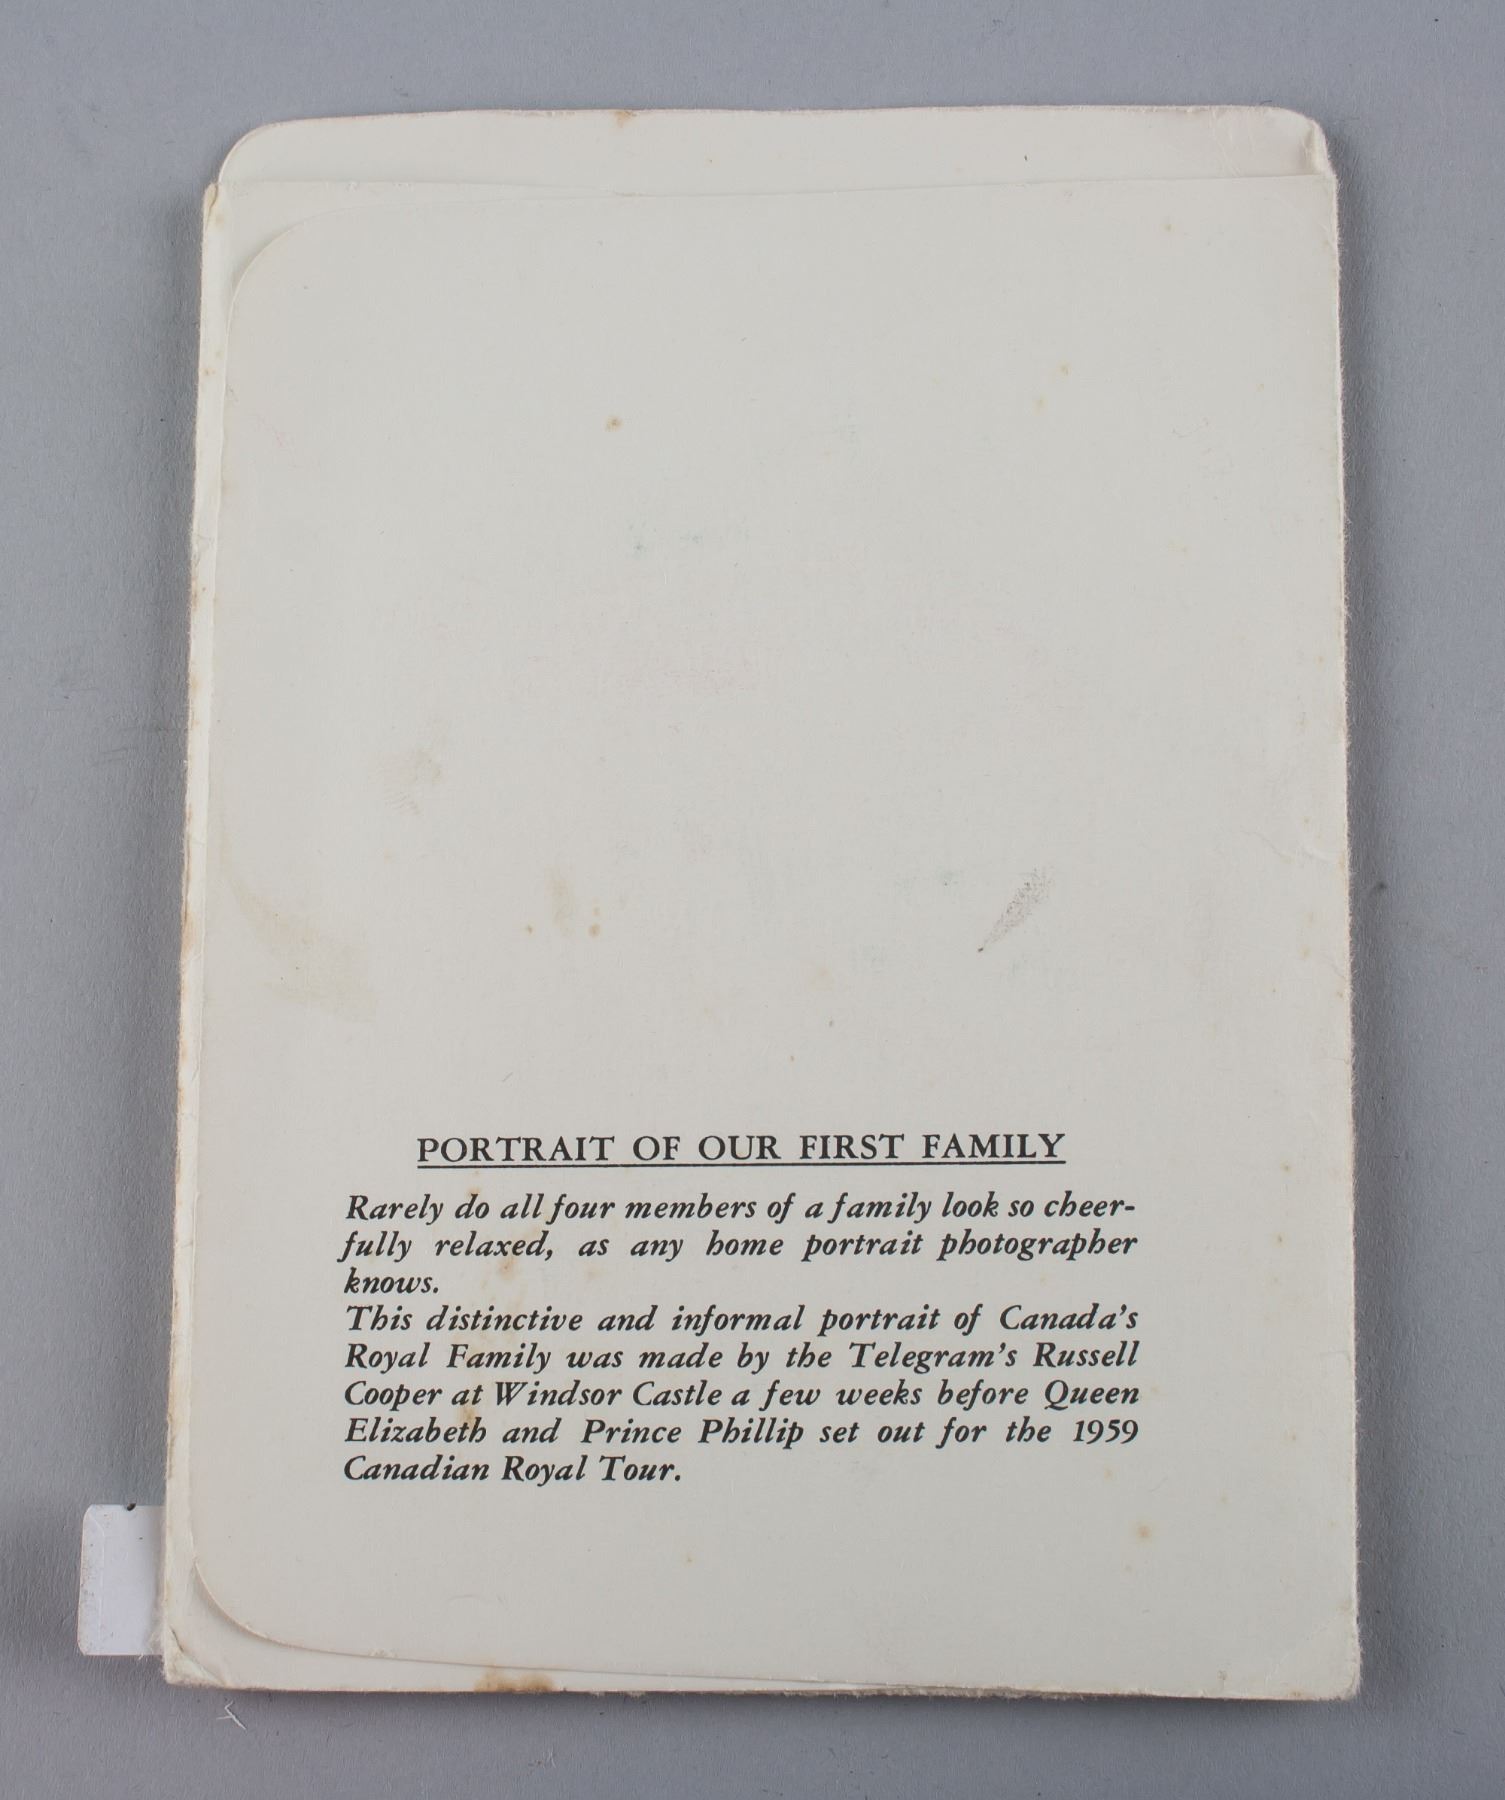 PORTRAIT OF OUR FIRST FAMILY
Rarely do all four members of a family look so cheer-
fully relaxed, as any home portrait photographer
knows.
This distinctive and informal portrait of Canada's
Royal Family was made by the Telegram's Russell
Cooper at Windsor Castle a few weeks before Queen
Elizabeth and Prince Phillip set out for the 1959
Canadian Royal Tour.